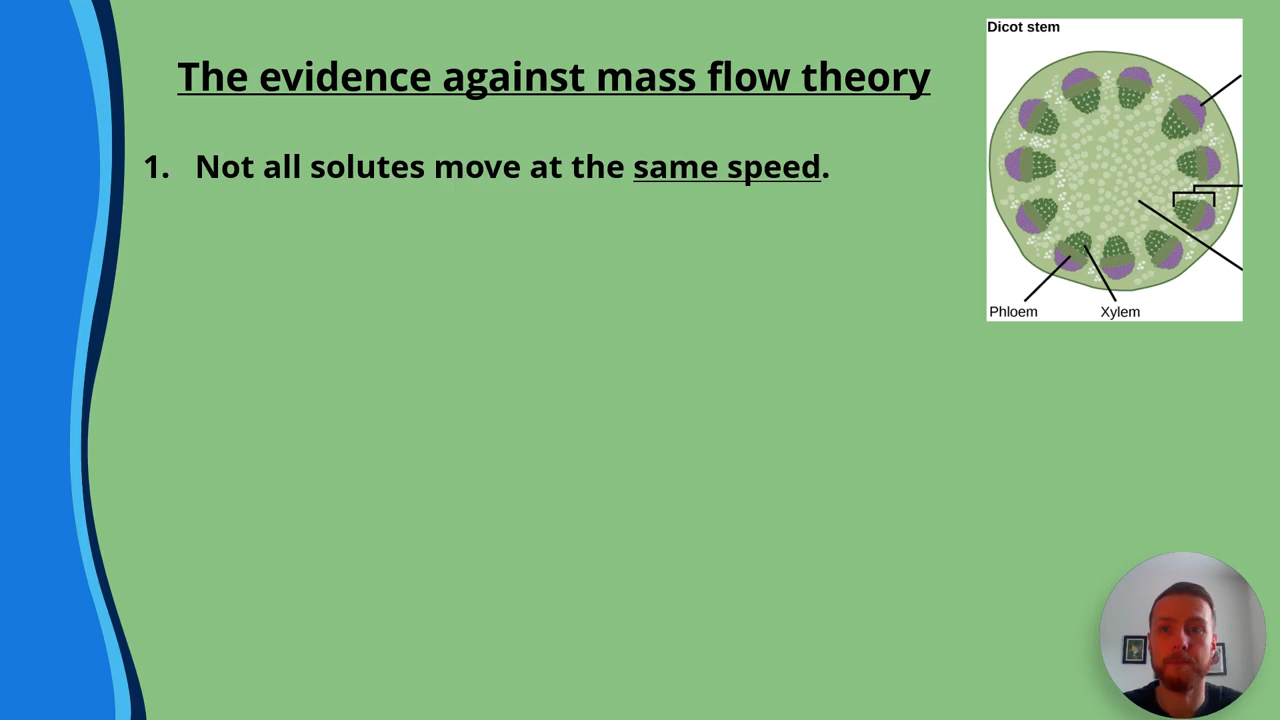 Dicot stem
The evidence against mass flow theory
1. Not all solutes move at the same speed.
Phloem
Xylem